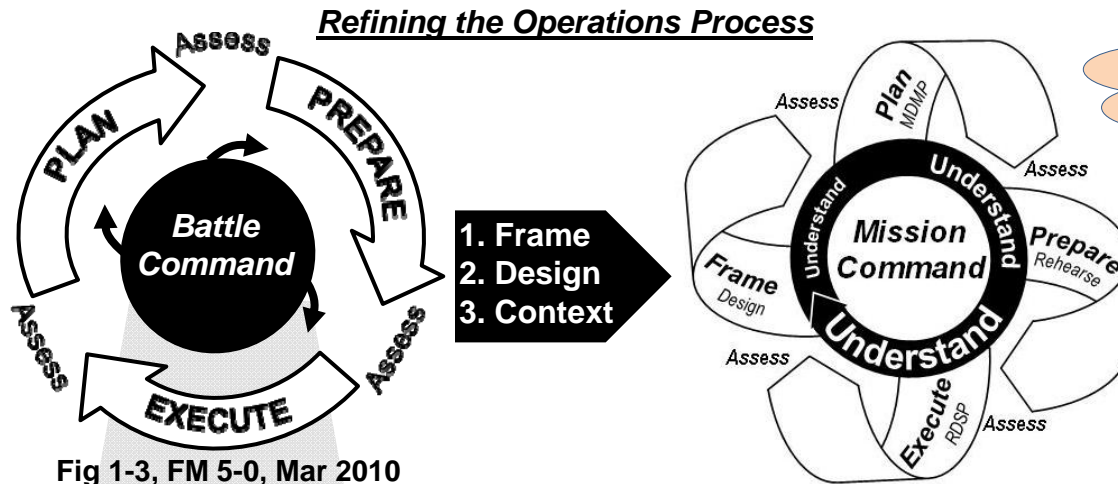 Refining the Operations Process
Assess
PLAN
PREPARE
Battle
Command
Assess
Assess
EXECUTE
Fig 1-3, FM 5-0, Mar 2010
1. Frame
2. Design
3. Context
Assess
Plan
MDMP
Assess
Understand
Understand
Mission
Command
Prepare
Rehearse
Frame
Design
Understand
Assess
Execute
RDSP
Assess